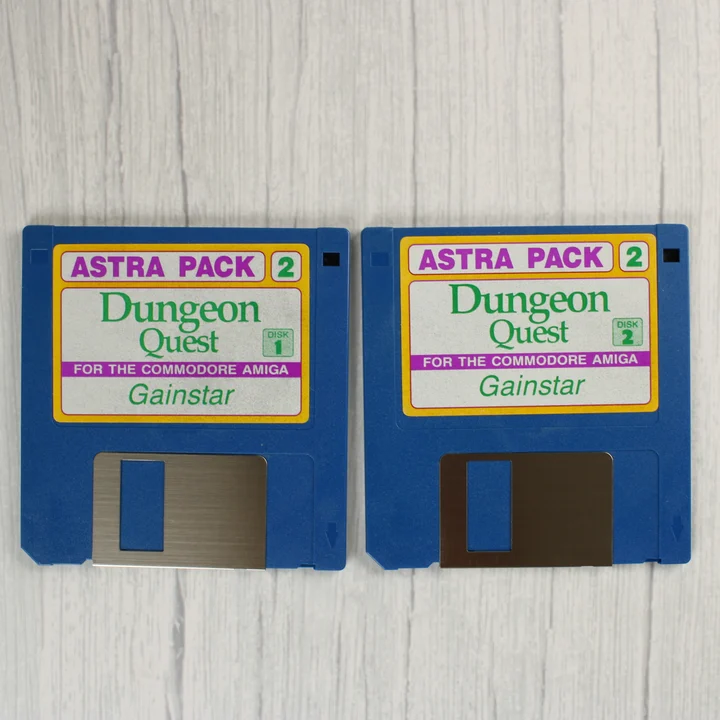 ASTRA PACK 2
Dungeon
Quest
DISK
1
FOR THE COMMODORE AMIGA
Gainstar
ASTRA PACK 2
Dungeon
Quest
DISK
2
FOR THE COMMODORE AMIGA
Gainstar